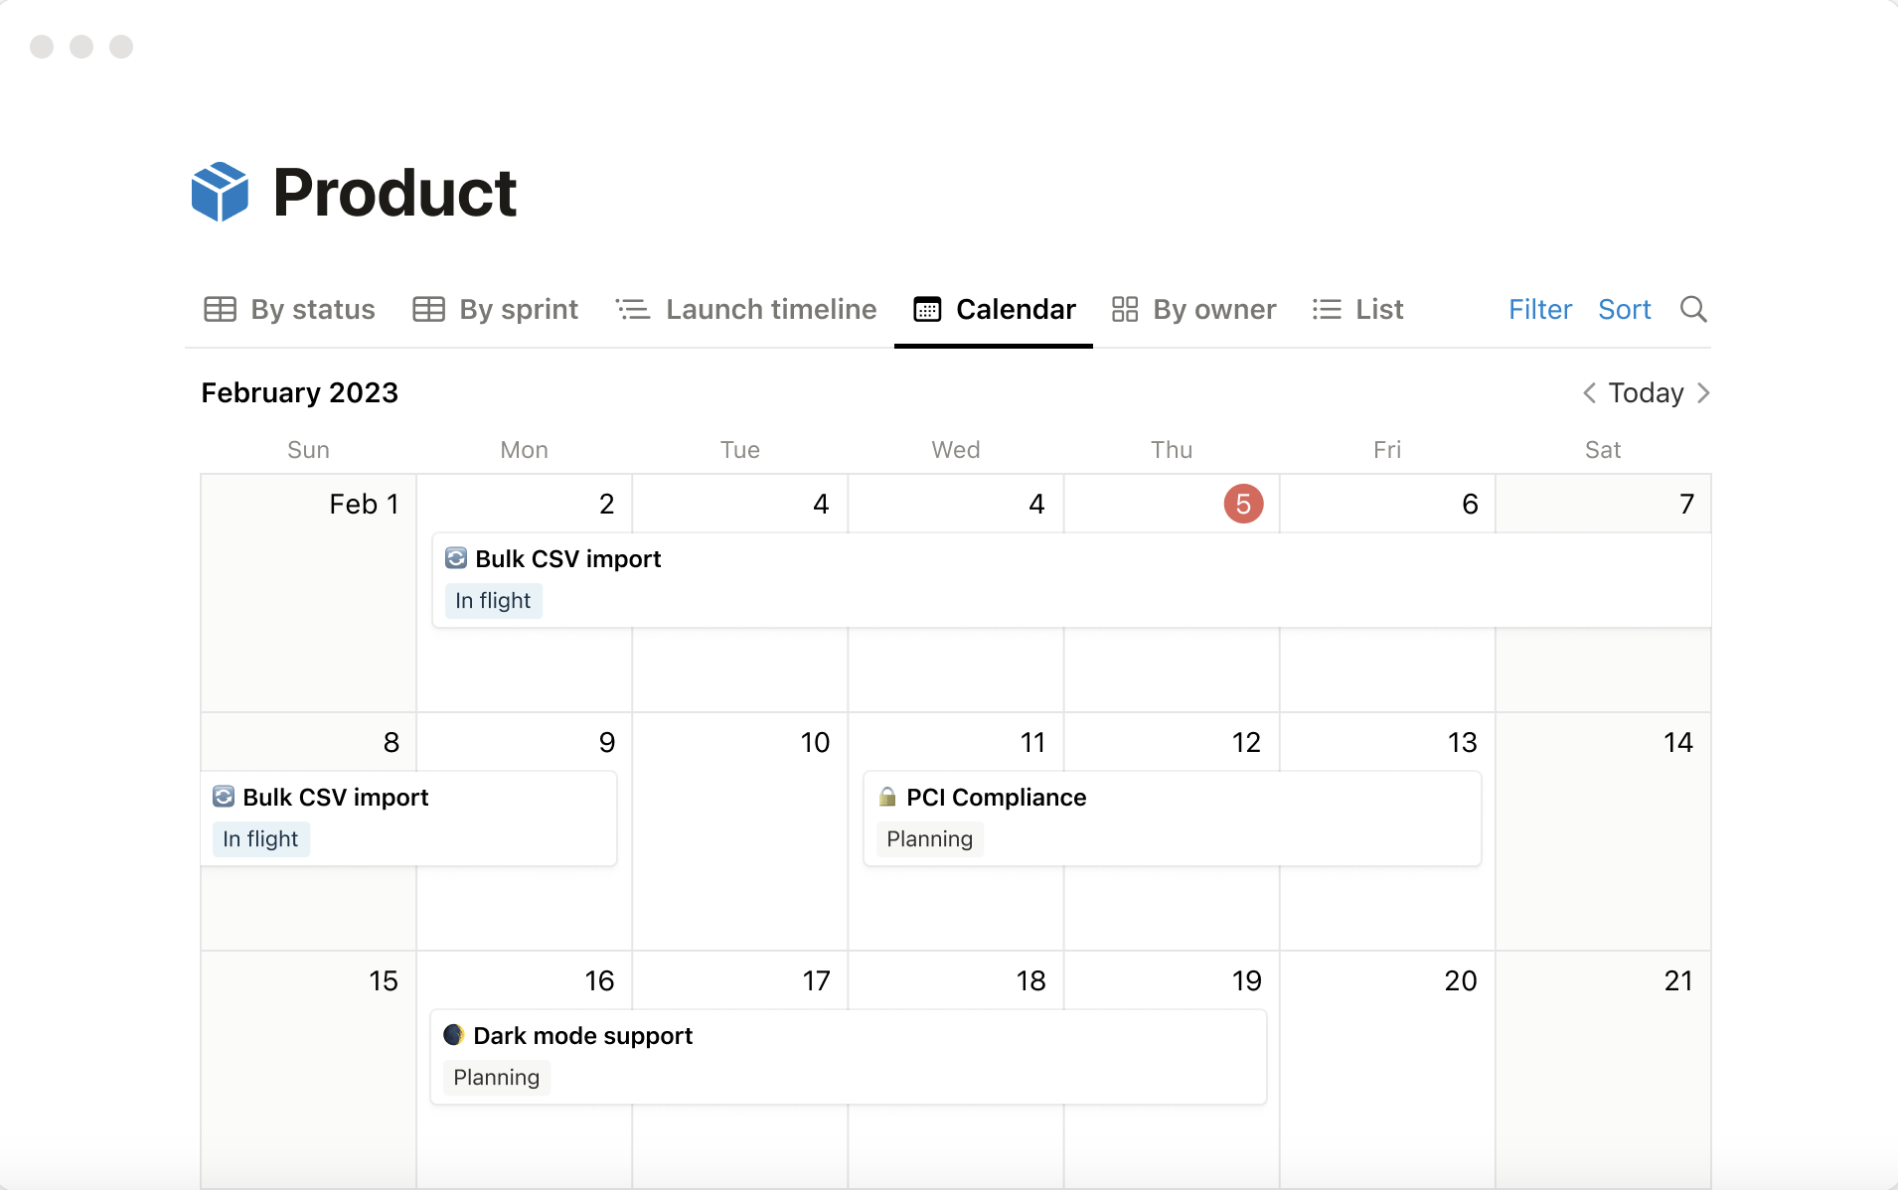 Product
By status By sprint Launch timeline Calendar By owner List Filter Sort
February 2023 Today
Sun Mon Tue Wed Thu Fri Sat
Feb 1 2 4 4 5 6 7
Bulk CSV import
In flight
8 9 10 11 12 13 14
Bulk CSV import PCI Compliance
In flight Planning
15 16 17 18 19 20 21
Dark mode support
Planning